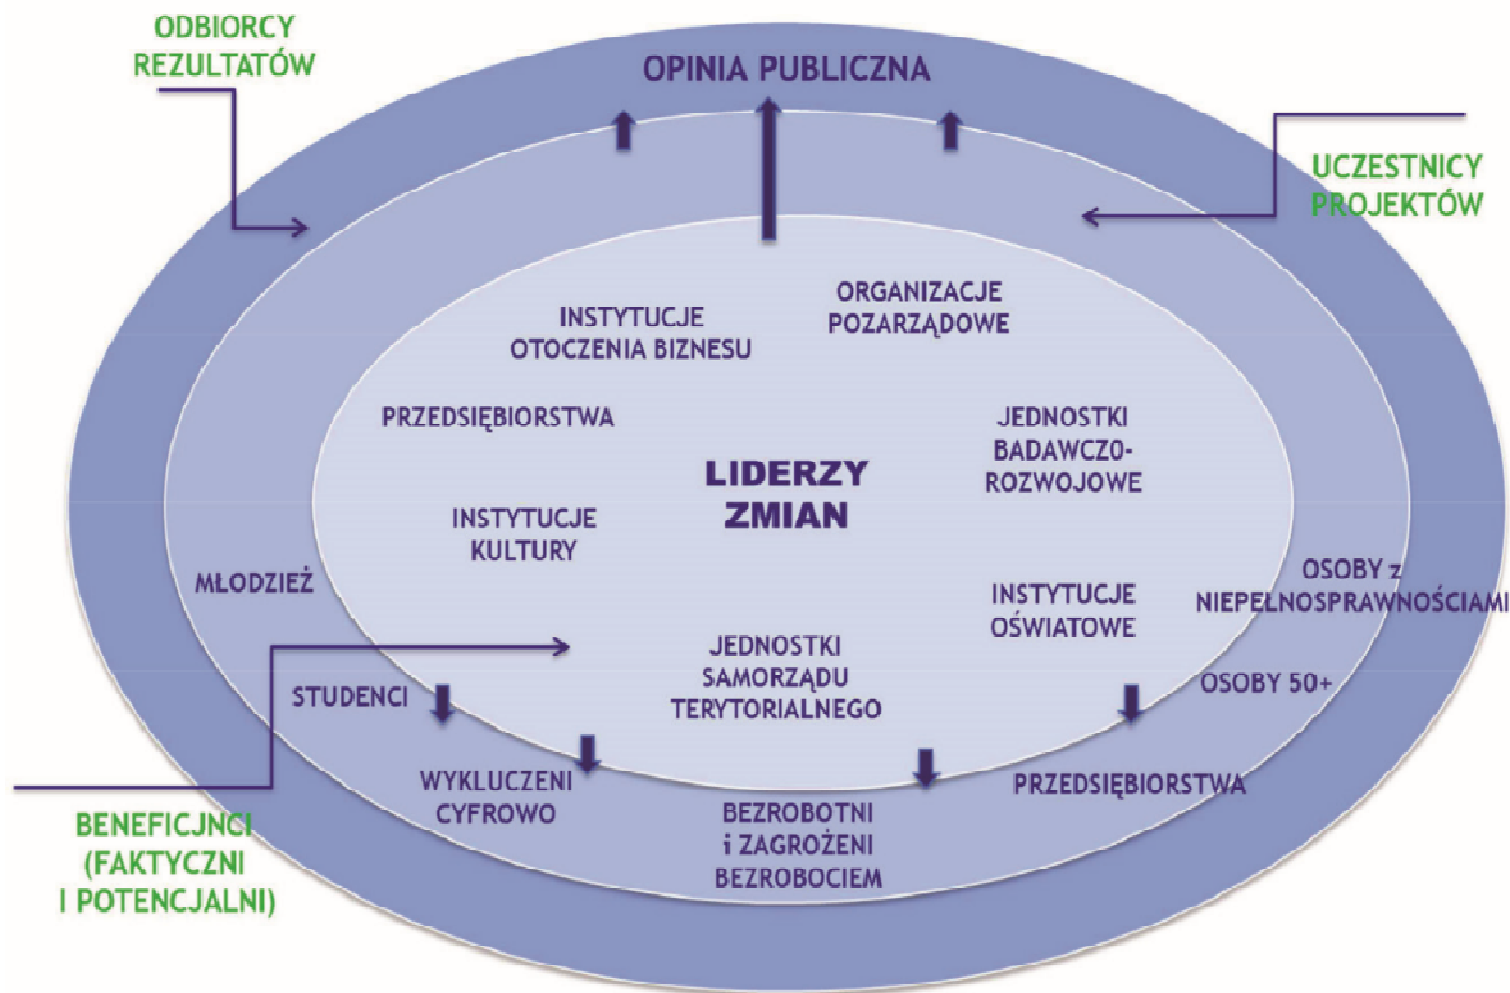 ODBIORCY
REZULTATÓW
OPINIA PUBLICZNA
UCZESTNICY
PROJEKTÓW
INSTYTUCJE
OTOCZENIA BIZNESU
ORGANIZACJE
POZARZĄDOWE
PRZEDSIĘBIORSTWA
JEDNOSTKI
BADAWCZO-
ROZWOJOWE
LIDERZY
ZMIAN
INSTYTUCJE
KULTURY
MŁODZIEŻ
INSTYTUCJE
OŚWIATOWE
OSOBY z
NIEPEŁNOSPRAWNOŚCIAMI
JEDNOSTKI
SAMORZĄDU
TERYTORIALNEGO
STUDENCI
OSOBY 50+
WYKLUCZENI
CYFROWO
BEZROBOTNI
i ZAGROŻENI
BEZROBOCIEM
PRZEDSIĘBIORSTWA
BENEFICJNCI
(FAKTYCZNI
I POTENCJALNI)